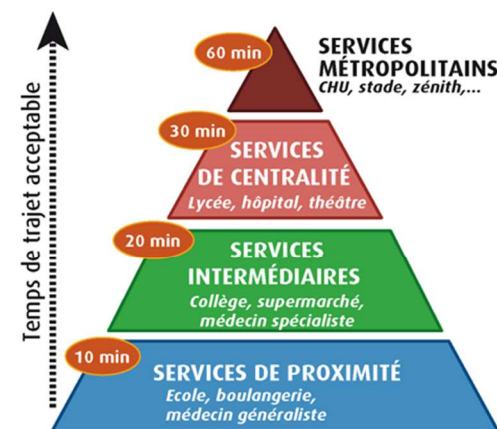 60 min
SERVICES
MÉTROPOLITAINS
CHU, stade, zénith,...
30 min
SERVICES
DE CENTRALITÉ
Lycée, hôpital, théâtre
20 min
SERVICES
INTERMÉDIAIRES
Collège, supermarché,
médecin spécialiste
10 min
SERVICES DE PROXIMITÉ
Ecole, boulangerie,
médecin généraliste
Temps de trajet acceptable